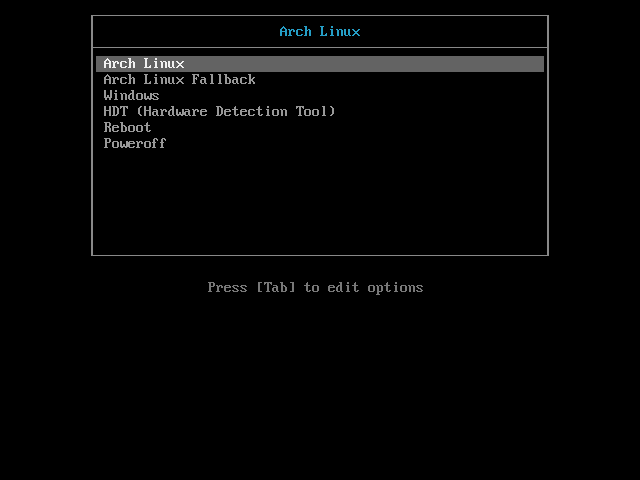 Arch Linux
Arch Linux
Arch Linux Fallback
Windows
HDT (Hardware Detection Tool)
Reboot
Poweroff
Press [Tab] to edit options